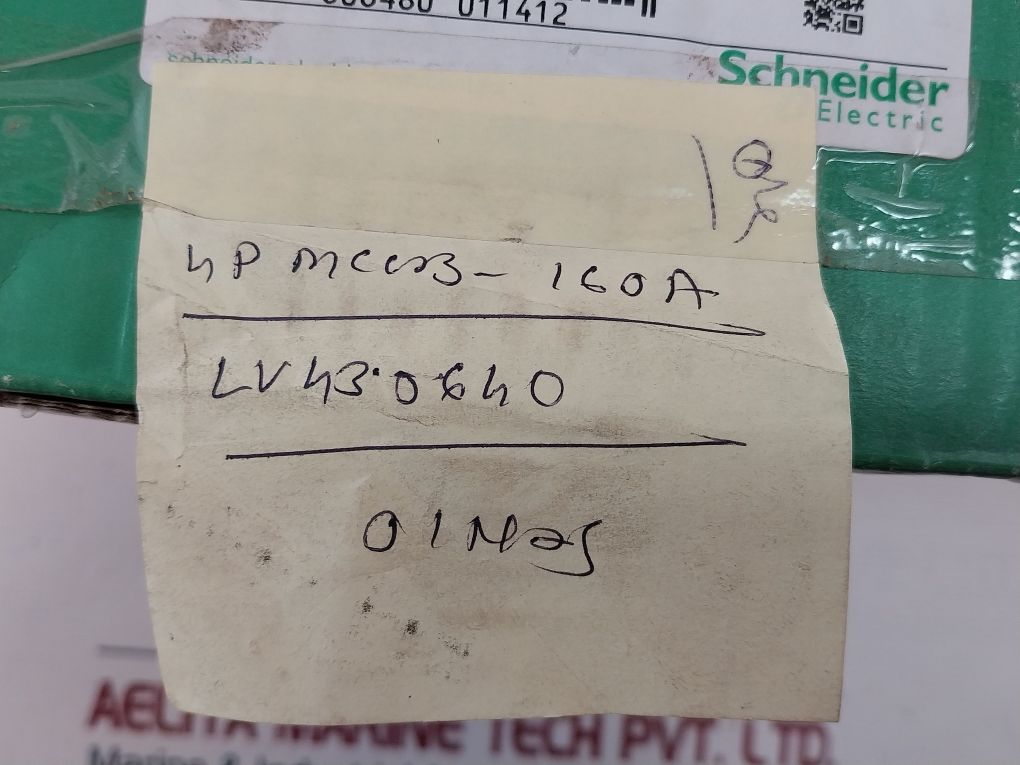 011412
Schneider
Electric
4P MCCB - 160A
LV430640
01 Nos
AELITA MARINE TECH PVT. LTD.